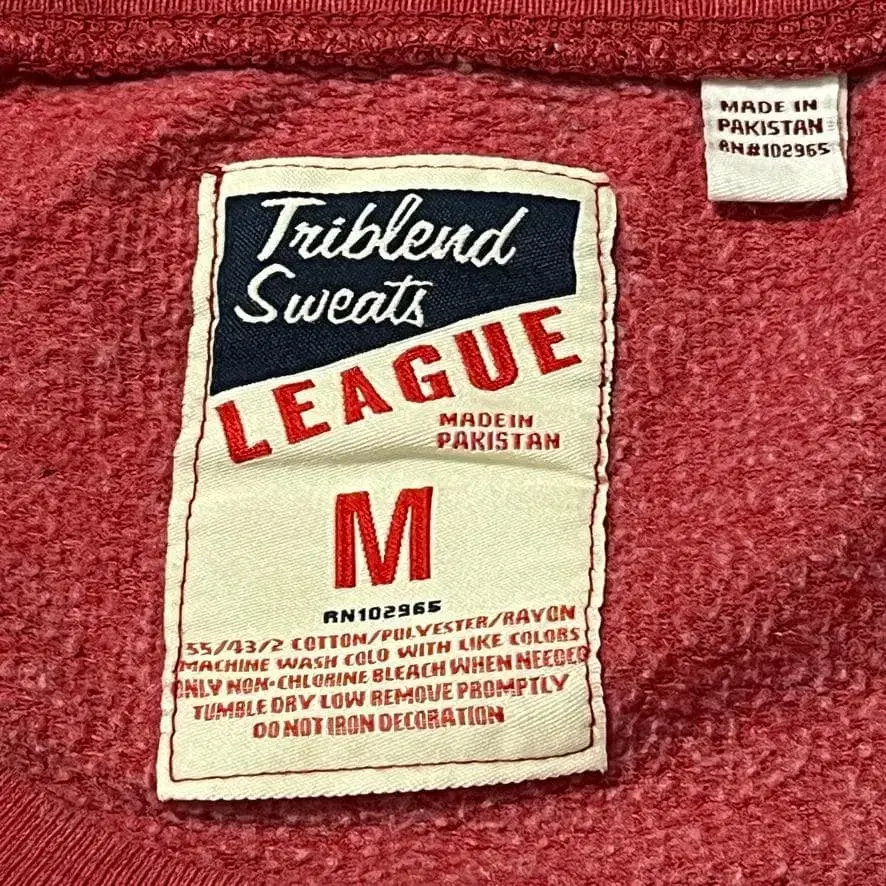 MADE IN
PAKISTAN
RN#102965
Triblend
Sweats
LEAGUE
MADE IN
PAKISTAN
M
RN102965
55/43/2 COTTON/POLYESTER/RAYON
MACHINE WASH COLD WITH LIKE COLORS
ONLY NON-CHLORINE BLEACH WHEN NEEDED
TUMBLE DRY LOW REMOVE PROMPTLY
DO NOT IRON DECORATION